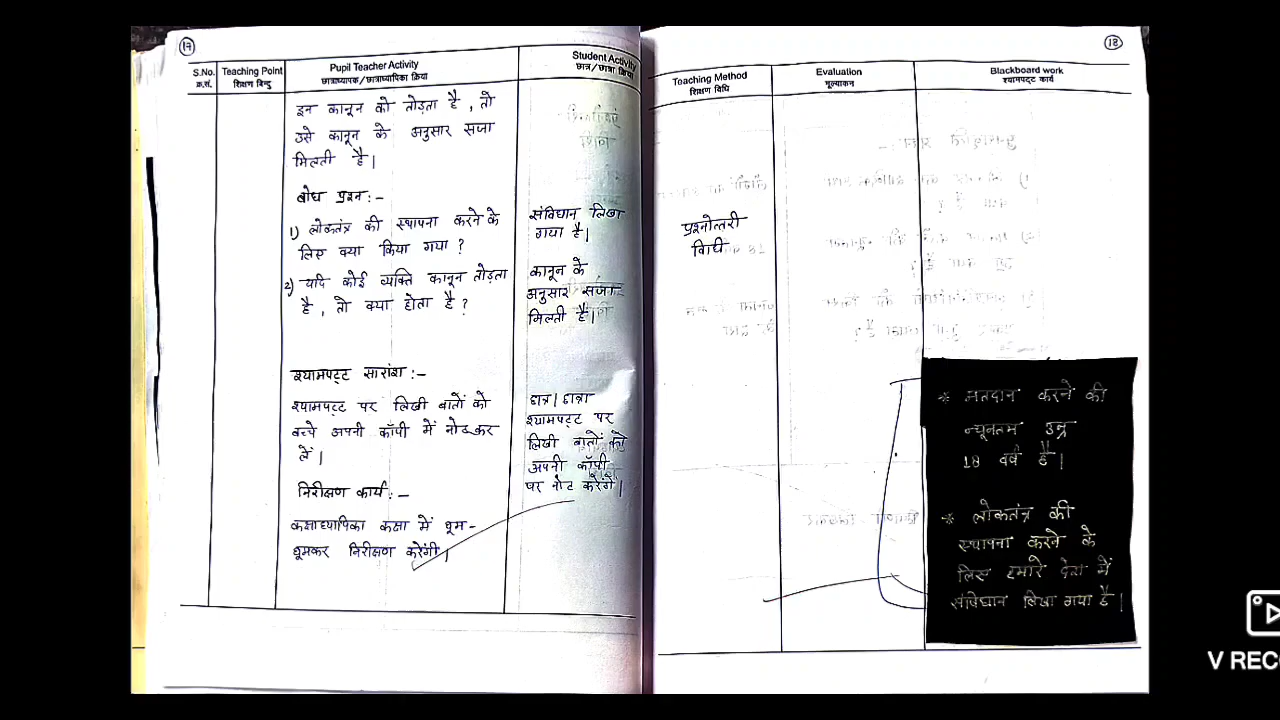 17
S.No.
क्र.सं.
Teaching Point
शिक्षण बिन्दु
Pupil Teacher Activity
छात्राध्यापक/छात्राध्यापिका क्रिया
Student Activity
छात्र/छात्रा क्रिया
इन कानून को तोड़ता है, तो
उसे कानून के अनुसार सजा
मिलती है।
बोध प्रश्न:-
1) लोकतंत्र की स्थापना करने के
लिए क्या किया गया?
2) यदि कोई व्यक्ति कानून तोड़ता
है, तो क्या होता है?
संविधान लिखा
गया है।
कानून के
अनुसार सजा
मिलती है।
श्यामपट्ट सारांश:-
श्यामपट्ट पर लिखी बातों को
बच्चे अपनी कॉपी में नोट कर
लें।
छात्र/छात्रा
श्यामपट्ट पर
लिखी बातों को
अपनी कॉपी
पर नोट करेंगे।
निरीक्षण कार्य:-
कक्षाध्यापिका कक्षा में घूम-
घूमकर निरीक्षण करेंगी
18
Teaching Method
शिक्षण विधि
Evaluation
मूल्याकंन
Blackboard work
श्यामपट्ट कार्य
प्रश्नोत्तरी
विधि
* मतदान करने की
न्यूनतम उम्र
18 वर्ष है।
* लोकतंत्र की
स्थापना करने के
लिए हमारे देश में
संविधान लिखा गया है।
V REC